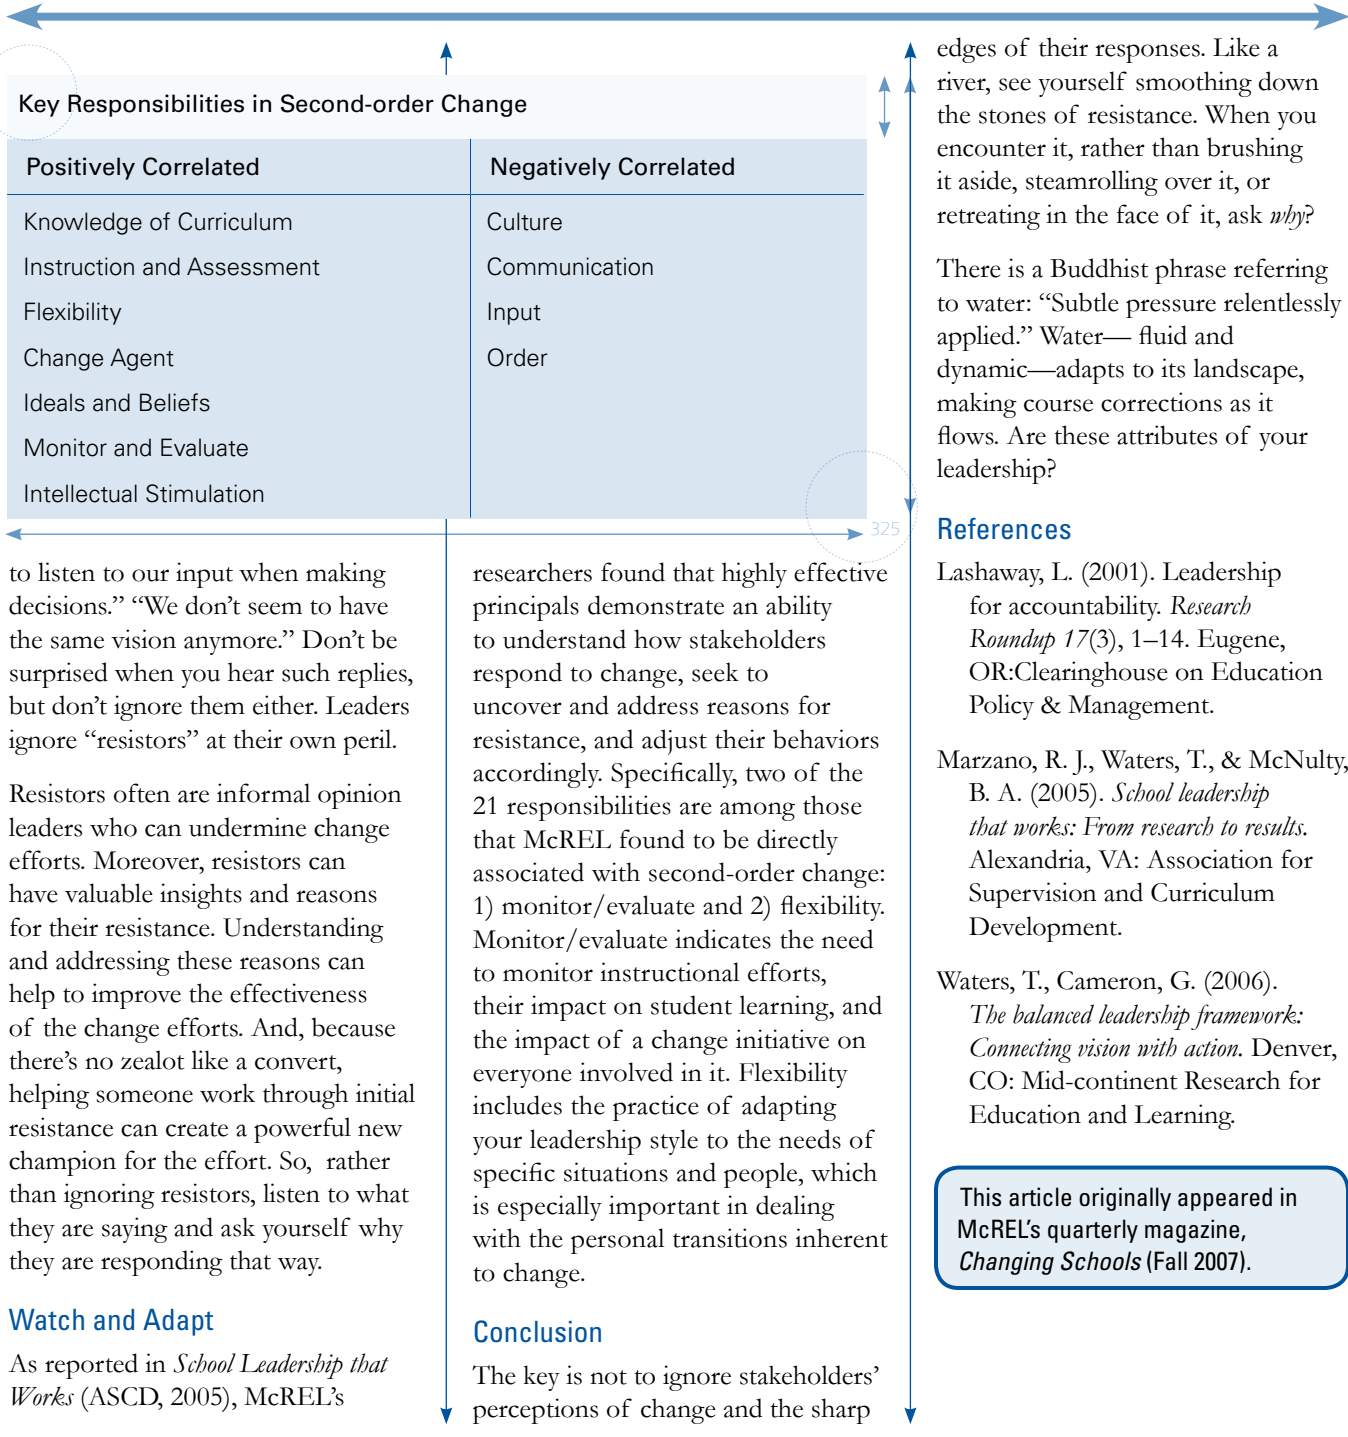 Key Responsibilities in Second-order Change
Positively Correlated
Knowledge of Curriculum
Instruction and Assessment
Flexibility
Change Agent
Ideals and Beliefs
Monitor and Evaluate
Intellectual Stimulation
Negatively Correlated
Culture
Communication
Input
Order
325
to listen to our input when making
decisions.” “We don’t seem to have
the same vision anymore.” Don’t be
surprised when you hear such replies,
but don’t ignore them either. Leaders
ignore “resistors” at their own peril.
Resistors often are informal opinion
leaders who can undermine change
efforts. Moreover, resistors can
have valuable insights and reasons
for their resistance. Understanding
and addressing these reasons can
help to improve the effectiveness
of the change efforts. And, because
there’s no zealot like a convert,
helping someone work through initial
resistance can create a powerful new
champion for the effort. So, rather
than ignoring resistors, listen to what
they are saying and ask yourself why
they are responding that way.
Watch and Adapt
As reported in School Leadership that
Works (ASCD, 2005), McREL’s
researchers found that highly effective
principals demonstrate an ability
to understand how stakeholders
respond to change, seek to
uncover and address reasons for
resistance, and adjust their behaviors
accordingly. Specifically, two of the
21 responsibilities are among those
that McREL found to be directly
associated with second-order change:
1) monitor/evaluate and 2) flexibility.
Monitor/evaluate indicates the need
to monitor instructional efforts,
their impact on student learning, and
the impact of a change initiative on
everyone involved in it. Flexibility
includes the practice of adapting
your leadership style to the needs of
specific situations and people, which
is especially important in dealing
with the personal transitions inherent
to change.
Conclusion
The key is not to ignore stakeholders’
perceptions of change and the sharp
edges of their responses. Like a
river, see yourself smoothing down
the stones of resistance. When you
encounter it, rather than brushing
it aside, steamrolling over it, or
retreating in the face of it, ask why?
There is a Buddhist phrase referring
to water: “Subtle pressure relentlessly
applied.” Water— fluid and
dynamic—adapts to its landscape,
making course corrections as it
flows. Are these attributes of your
leadership?
References
Lashaway, L. (2001). Leadership
for accountability. Research
Roundup 17(3), 1–14. Eugene,
OR:Clearinghouse on Education
Policy & Management.
Marzano, R. J., Waters, T., & McNulty,
B. A. (2005). School leadership
that works: From research to results.
Alexandria, VA: Association for
Supervision and Curriculum
Development.
Waters, T., Cameron, G. (2006).
The balanced leadership framework:
Connecting vision with action. Denver,
CO: Mid-continent Research for
Education and Learning.
This article originally appeared in
McREL’s quarterly magazine,
Changing Schools (Fall 2007).